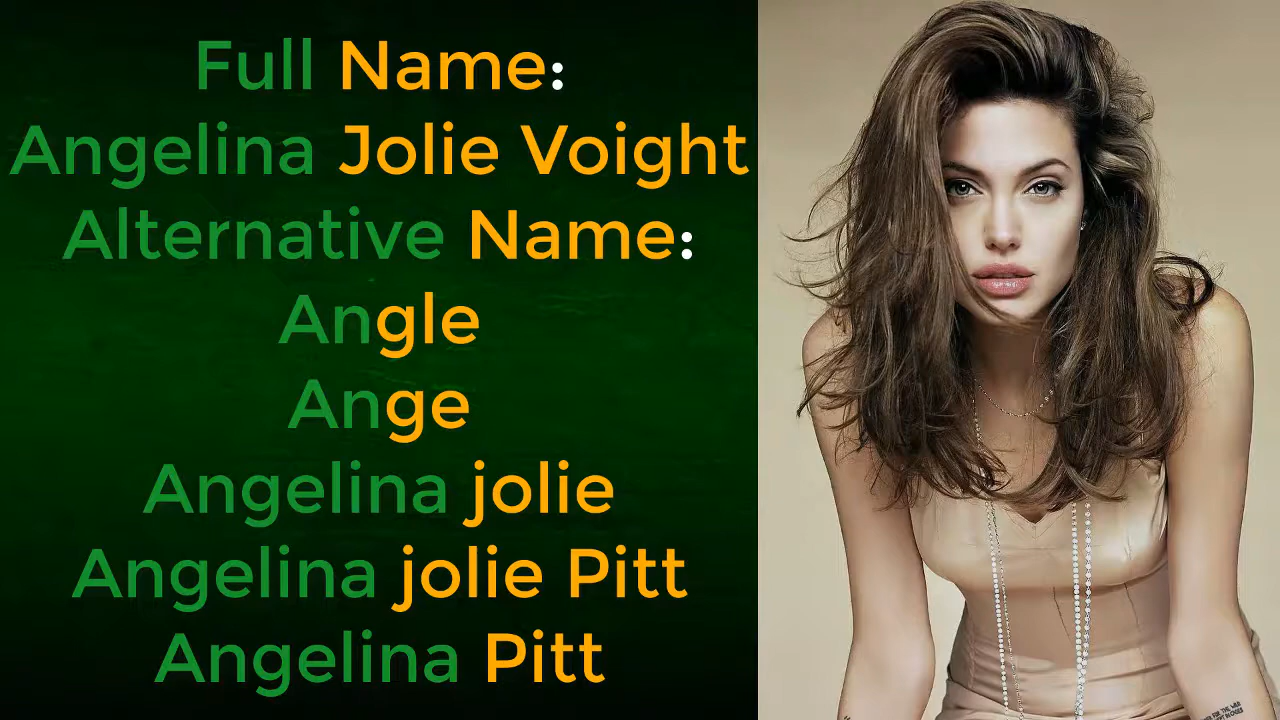 Full Name:
Angelina Jolie Voight
Alternative Name:
Angle
Ange
Angelina jolie
Angelina jolie Pitt
Angelina Pitt